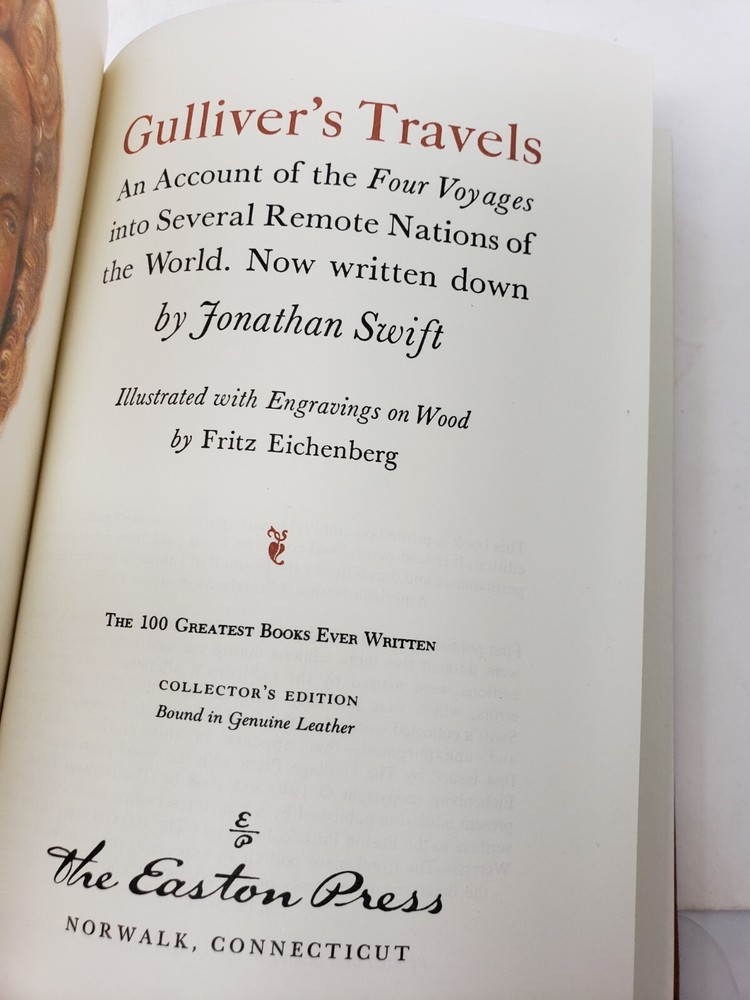 Gulliver's Travels
An Account of the Four Voyages
into Several Remote Nations of
the World. Now written down
by Jonathan Swift
Illustrated with Engravings on Wood
by Fritz Eichenberg
THE 100 GREATEST BOOKS EVER WRITTEN
COLLECTOR'S EDITION
Bound in Genuine Leather
E
P
The Easton Press
NORWALK, CONNECTICUT